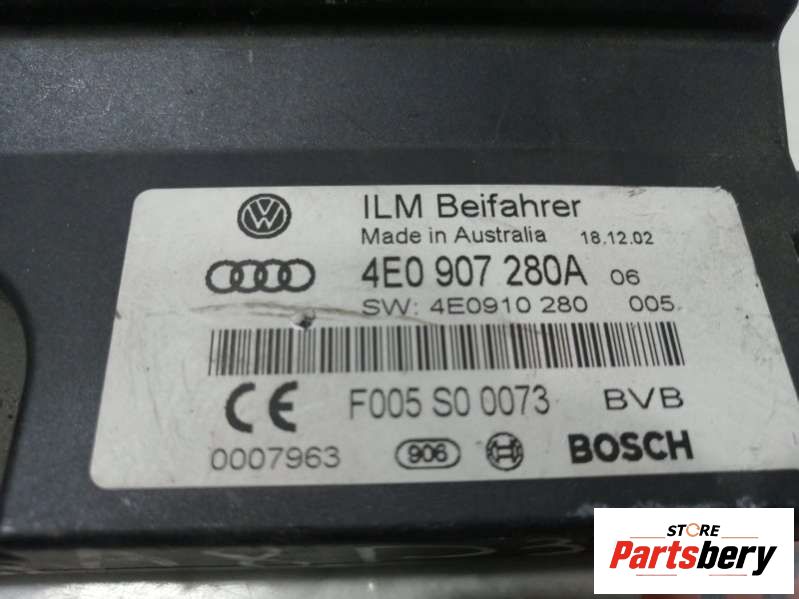 ILM Beifahrer
Made in Australia 18.12.02
4E0 907 280A 06
SW: 4E0910 280 005
F005 S0 0073 BVB
0007963 906 BOSCH
STORE
Partsbery